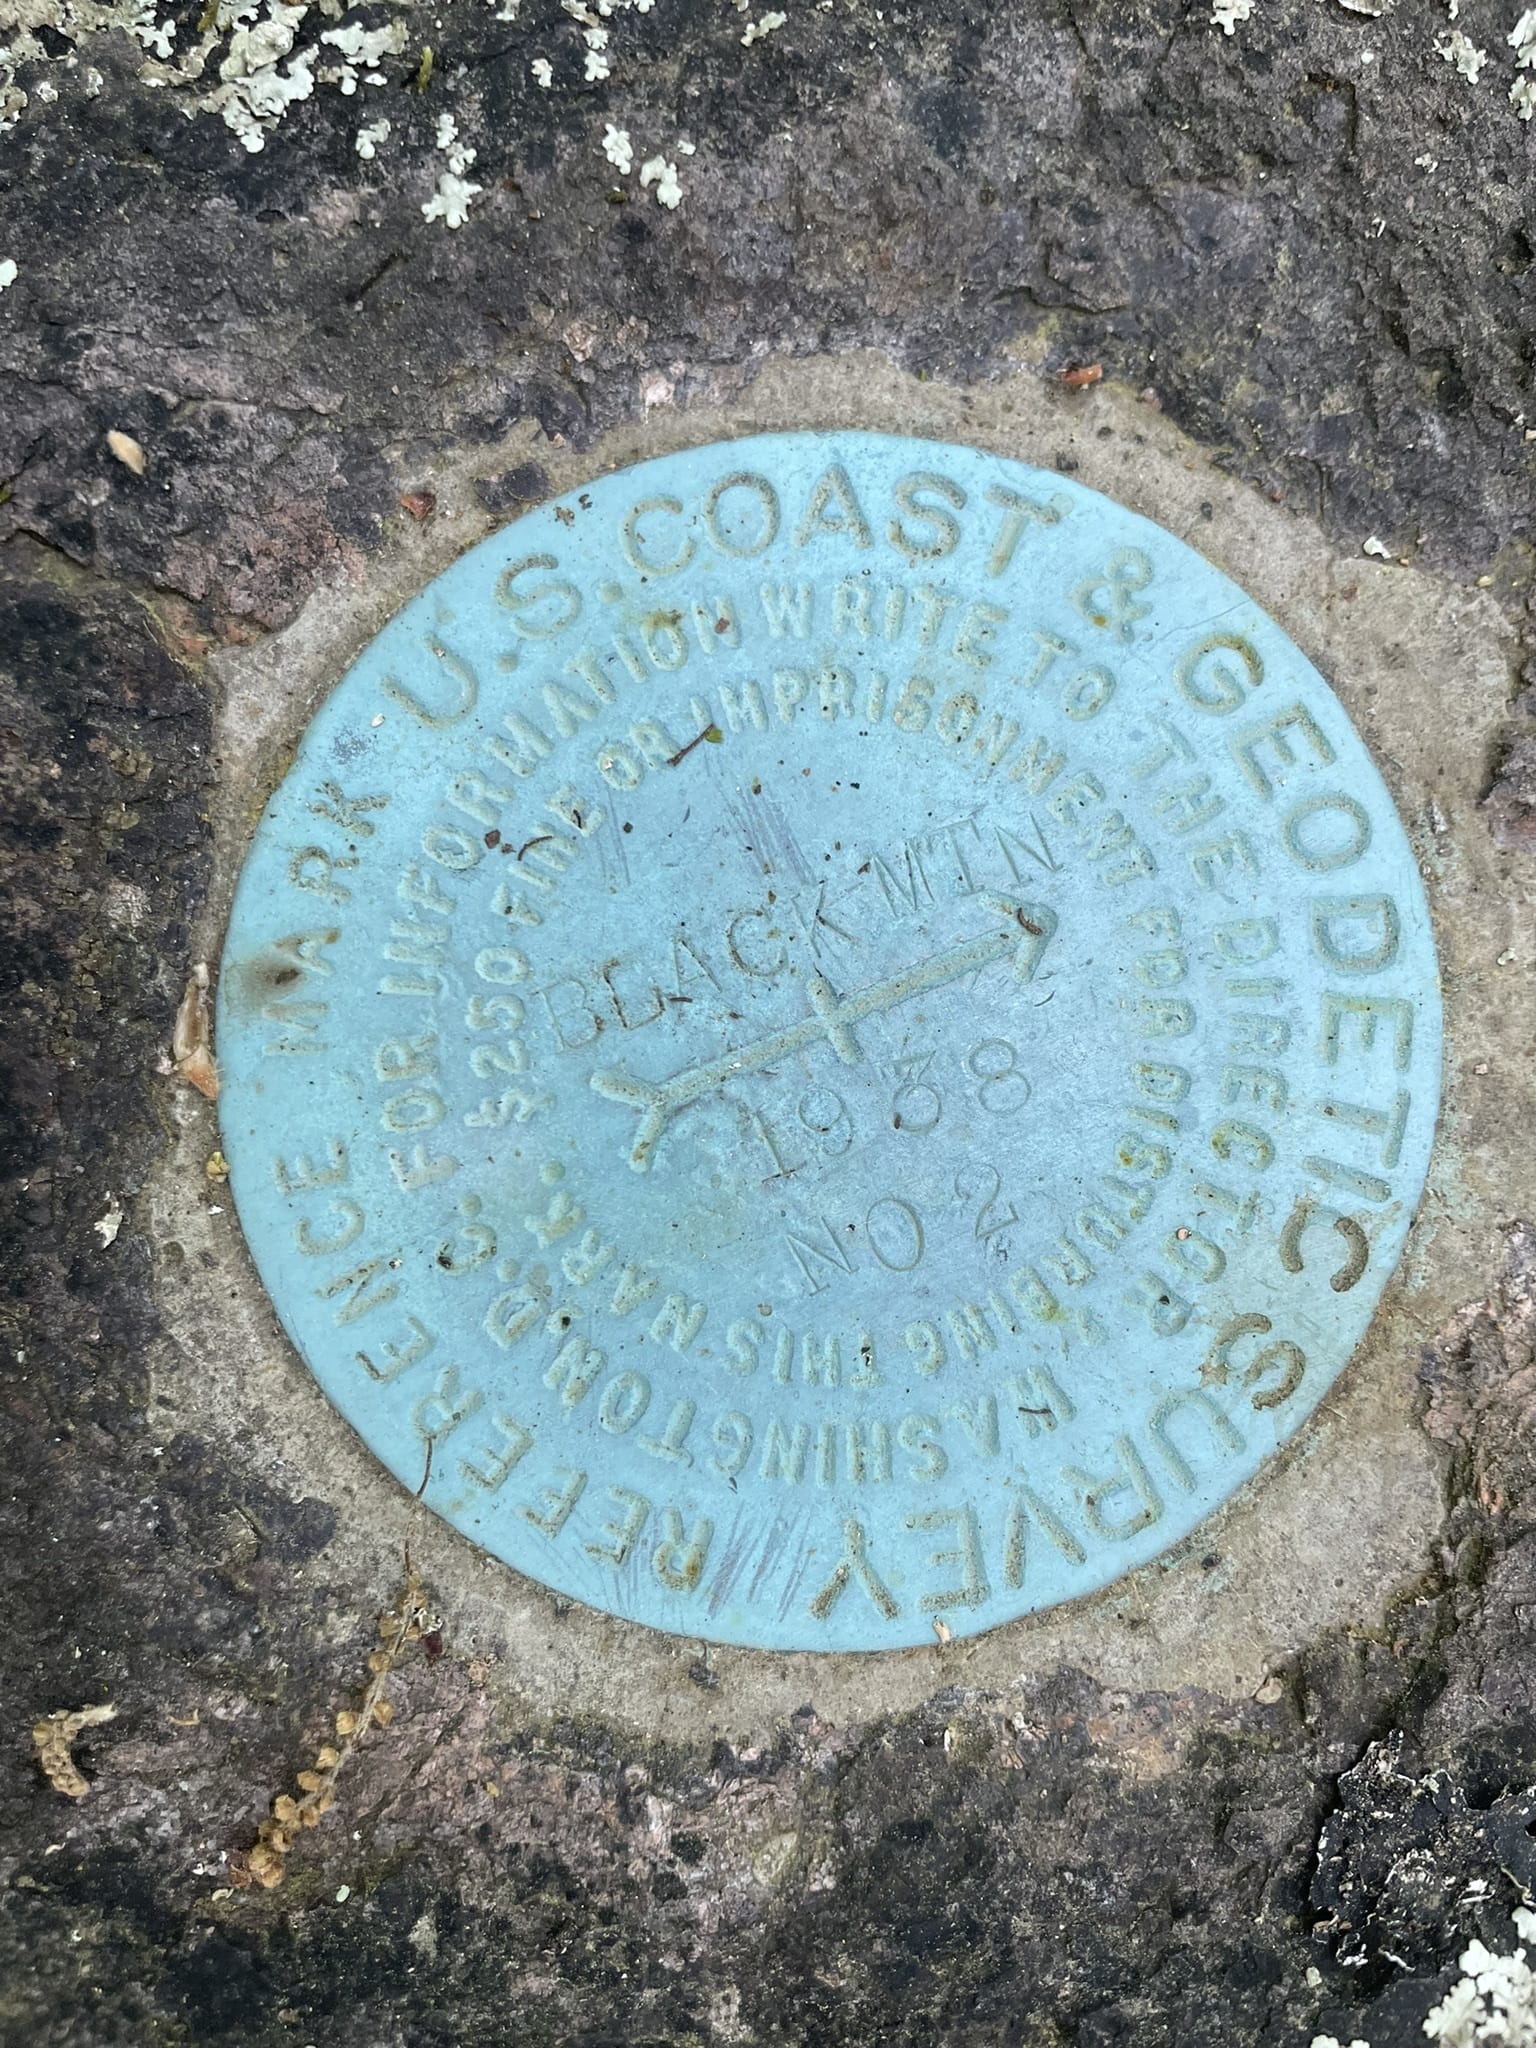 U.S. COAST & GEODETIC SURVEY
REFERENCE MARK
FOR INFORMATION WRITE TO THE DIRECTOR
WASHINGTON, D.C.
$250 FINE OR IMPRISONMENT FOR DISTURBING THIS MARK.
BLACK MTN
1938
NO 2